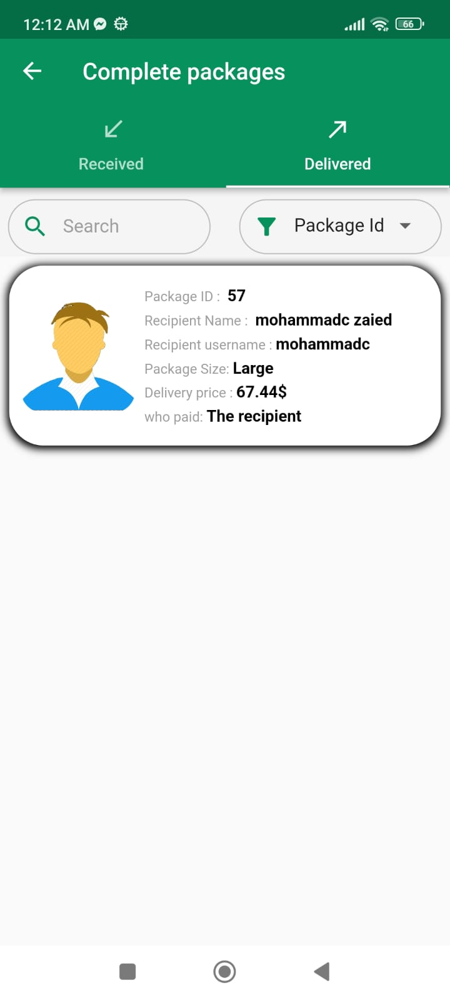 12:12 AM
66
Complete packages
Received
Delivered
Search
Package Id
Package ID : 57
Recipient Name : mohammadc zaied
Recipient username : mohammadc
Package Size: Large
Delivery price : 67.44$
who paid: The recipient